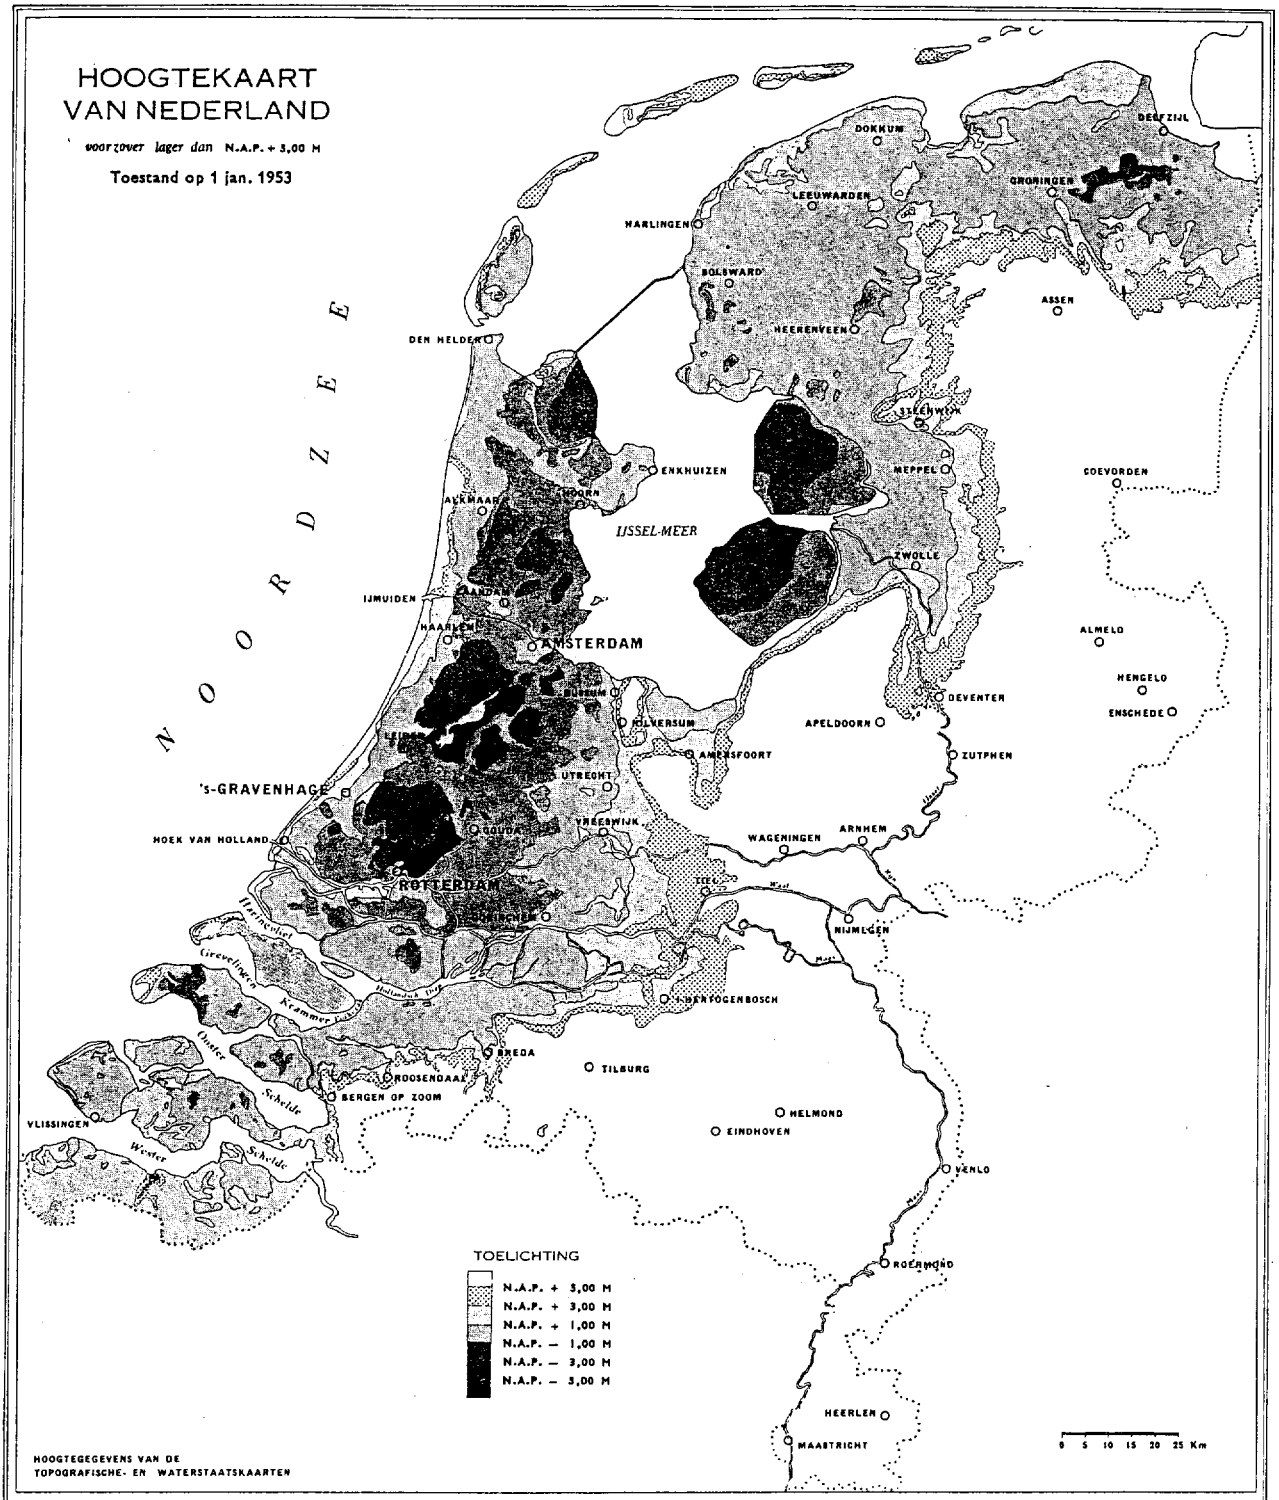 HOOGTEKAART
VAN NEDERLAND
voorzover lager dan N.A.P. + 5,00 M
Toestand op 1 jan. 1953
NOORDZEE
DELFZIJL
DOKKUM
GRONINGEN
LEEUWARDEN
HARLINGEN
BOLSWARD
ASSEN
HEERENVEEN
DEN HELDER
STEENWIJK
ENKHUIZEN
MEPPEL
COEVORDEN
HOORN
ALKMAAR
IJSSEL-MEER
ZWOLLE
IJMUIDEN
ZAANDAM
HAARLEM
AMSTERDAM
ALMELO
HENGELO
BUSSUM
DEVENTER
ENSCHEDE
HILVERSUM
APELDOORN
LEIDEN
AMERSFOORT
ZUTPHEN
UTRECHT
's-GRAVENHAGE
IJssel
GOUDA
VREESWIJK
HOEK VAN HOLLAND
WAGENINGEN
ARNHEM
ROTTERDAM
TIEL
Waal
Rijn
GORINCHEM
Haringvliet
NIJMEGEN
Grevelingen
Maas
Hollandsch Diep
'S-HERTOGENBOSCH
Krammer
Ooster
BREDA
TILBURG
ROOSENDAAL
Schelde
BERGEN OP ZOOM
HELMOND
VLISSINGEN
EINDHOVEN
Wester
Schelde
VENLO
Maas
ROERMOND
TOELICHTING
N.A.P. + 5,00 M
N.A.P. + 3,00 M
N.A.P. + 1,00 M
N.A.P. − 1,00 M
N.A.P. − 3,00 M
N.A.P. − 5,00 M
HEERLEN
MAASTRICHT
0 5 10 15 20 25 Km
HOOGTEGEGEVENS VAN DE
TOPOGRAFISCHE- EN WATERSTAATSKAARTEN